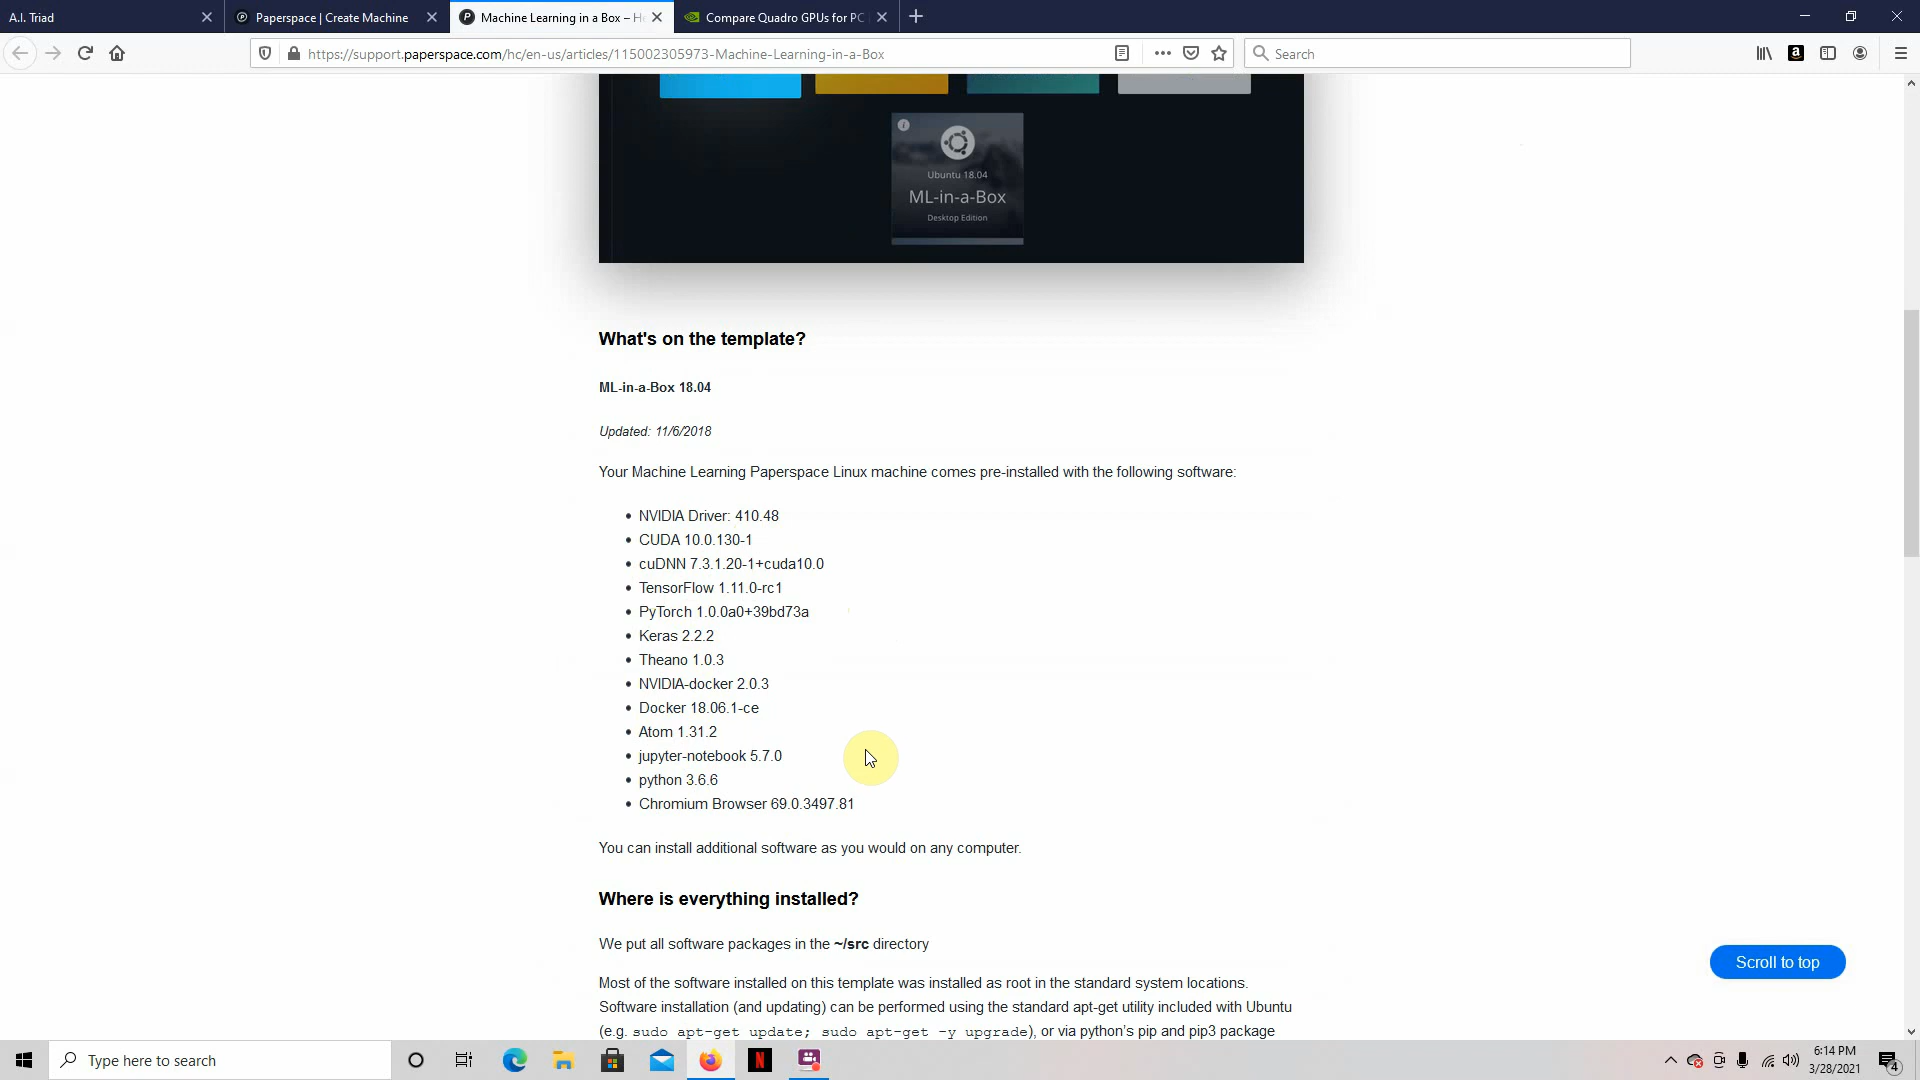 A.I. Triad
Paperspace | Create Machine
Machine Learning in a Box – He
Compare Quadro GPUs for PC
https://support.paperspace.com/hc/en-us/articles/115002305973-Machine-Learning-in-a-Box
Search
Ubuntu 18.04
ML-in-a-Box
Desktop Edition
What's on the template?
ML-in-a-Box 18.04
Updated: 11/6/2018
Your Machine Learning Paperspace Linux machine comes pre-installed with the following software:
• NVIDIA Driver: 410.48
• CUDA 10.0.130-1
• cuDNN 7.3.1.20-1+cuda10.0
• TensorFlow 1.11.0-rc1
• PyTorch 1.0.0a0+39bd73a
• Keras 2.2.2
• Theano 1.0.3
• NVIDIA-docker 2.0.3
• Docker 18.06.1-ce
• Atom 1.31.2
• jupyter-notebook 5.7.0
• python 3.6.6
• Chromium Browser 69.0.3497.81
You can install additional software as you would on any computer.
Where is everything installed?
We put all software packages in the ~/src directory
Scroll to top
Most of the software installed on this template was installed as root in the standard system locations.
Software installation (and updating) can be performed using the standard apt-get utility included with Ubuntu
(e.g. sudo apt-get update; sudo apt-get -y upgrade), or via python's pip and pip3 package
Type here to search
N
6:14 PM
3/28/2021
4